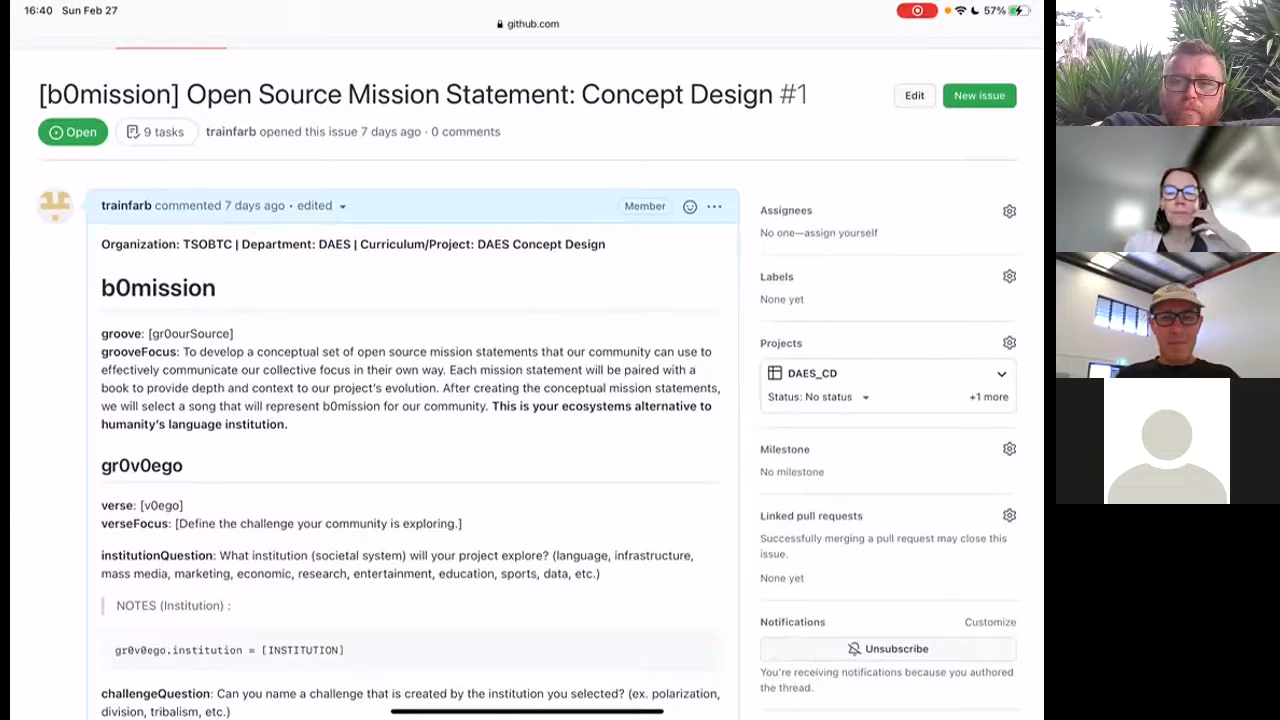 16:40 Sun Feb 27
57%
github.com
[b0mission] Open Source Mission Statement: Concept Design #1
Edit
New issue
Open
9 tasks
trainfarb opened this issue 7 days ago · 0 comments
trainfarb commented 7 days ago • edited
Member
Organization: TSOBTC | Department: DAES | Curriculum/Project: DAES Concept Design
b0mission
groove: [gr0ourSource]
grooveFocus: To develop a conceptual set of open source mission statements that our community can use to
effectively communicate our collective focus in their own way. Each mission statement will be paired with a
book to provide depth and context to our project's evolution. After creating the conceptual mission statements,
we will select a song that will represent b0mission for our community. This is your ecosystems alternative to
humanity's language institution.
gr0v0ego
verse: [v0ego]
verseFocus: [Define the challenge your community is exploring.]
institutionQuestion: What institution (societal system) will your project explore? (language, infrastructure,
mass media, marketing, economic, research, entertainment, education, sports, data, etc.)
NOTES (Institution) :
gr0v0ego.institution = [INSTITUTION]
challengeQuestion: Can you name a challenge that is created by the institution you selected? (ex. polarization,
division, tribalism, etc.)
Assignees
No one—assign yourself
Labels
None yet
Projects
DAES_CD
Status: No status
+1 more
Milestone
No milestone
Linked pull requests
Successfully merging a pull request may close this
issue.
None yet
Notifications
Customize
Unsubscribe
You're receiving notifications because you authored
the thread.